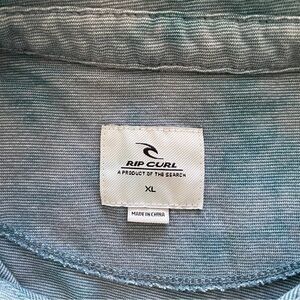 RIP CURL
A PRODUCT OF THE SEARCH
XL
MADE IN CHINA